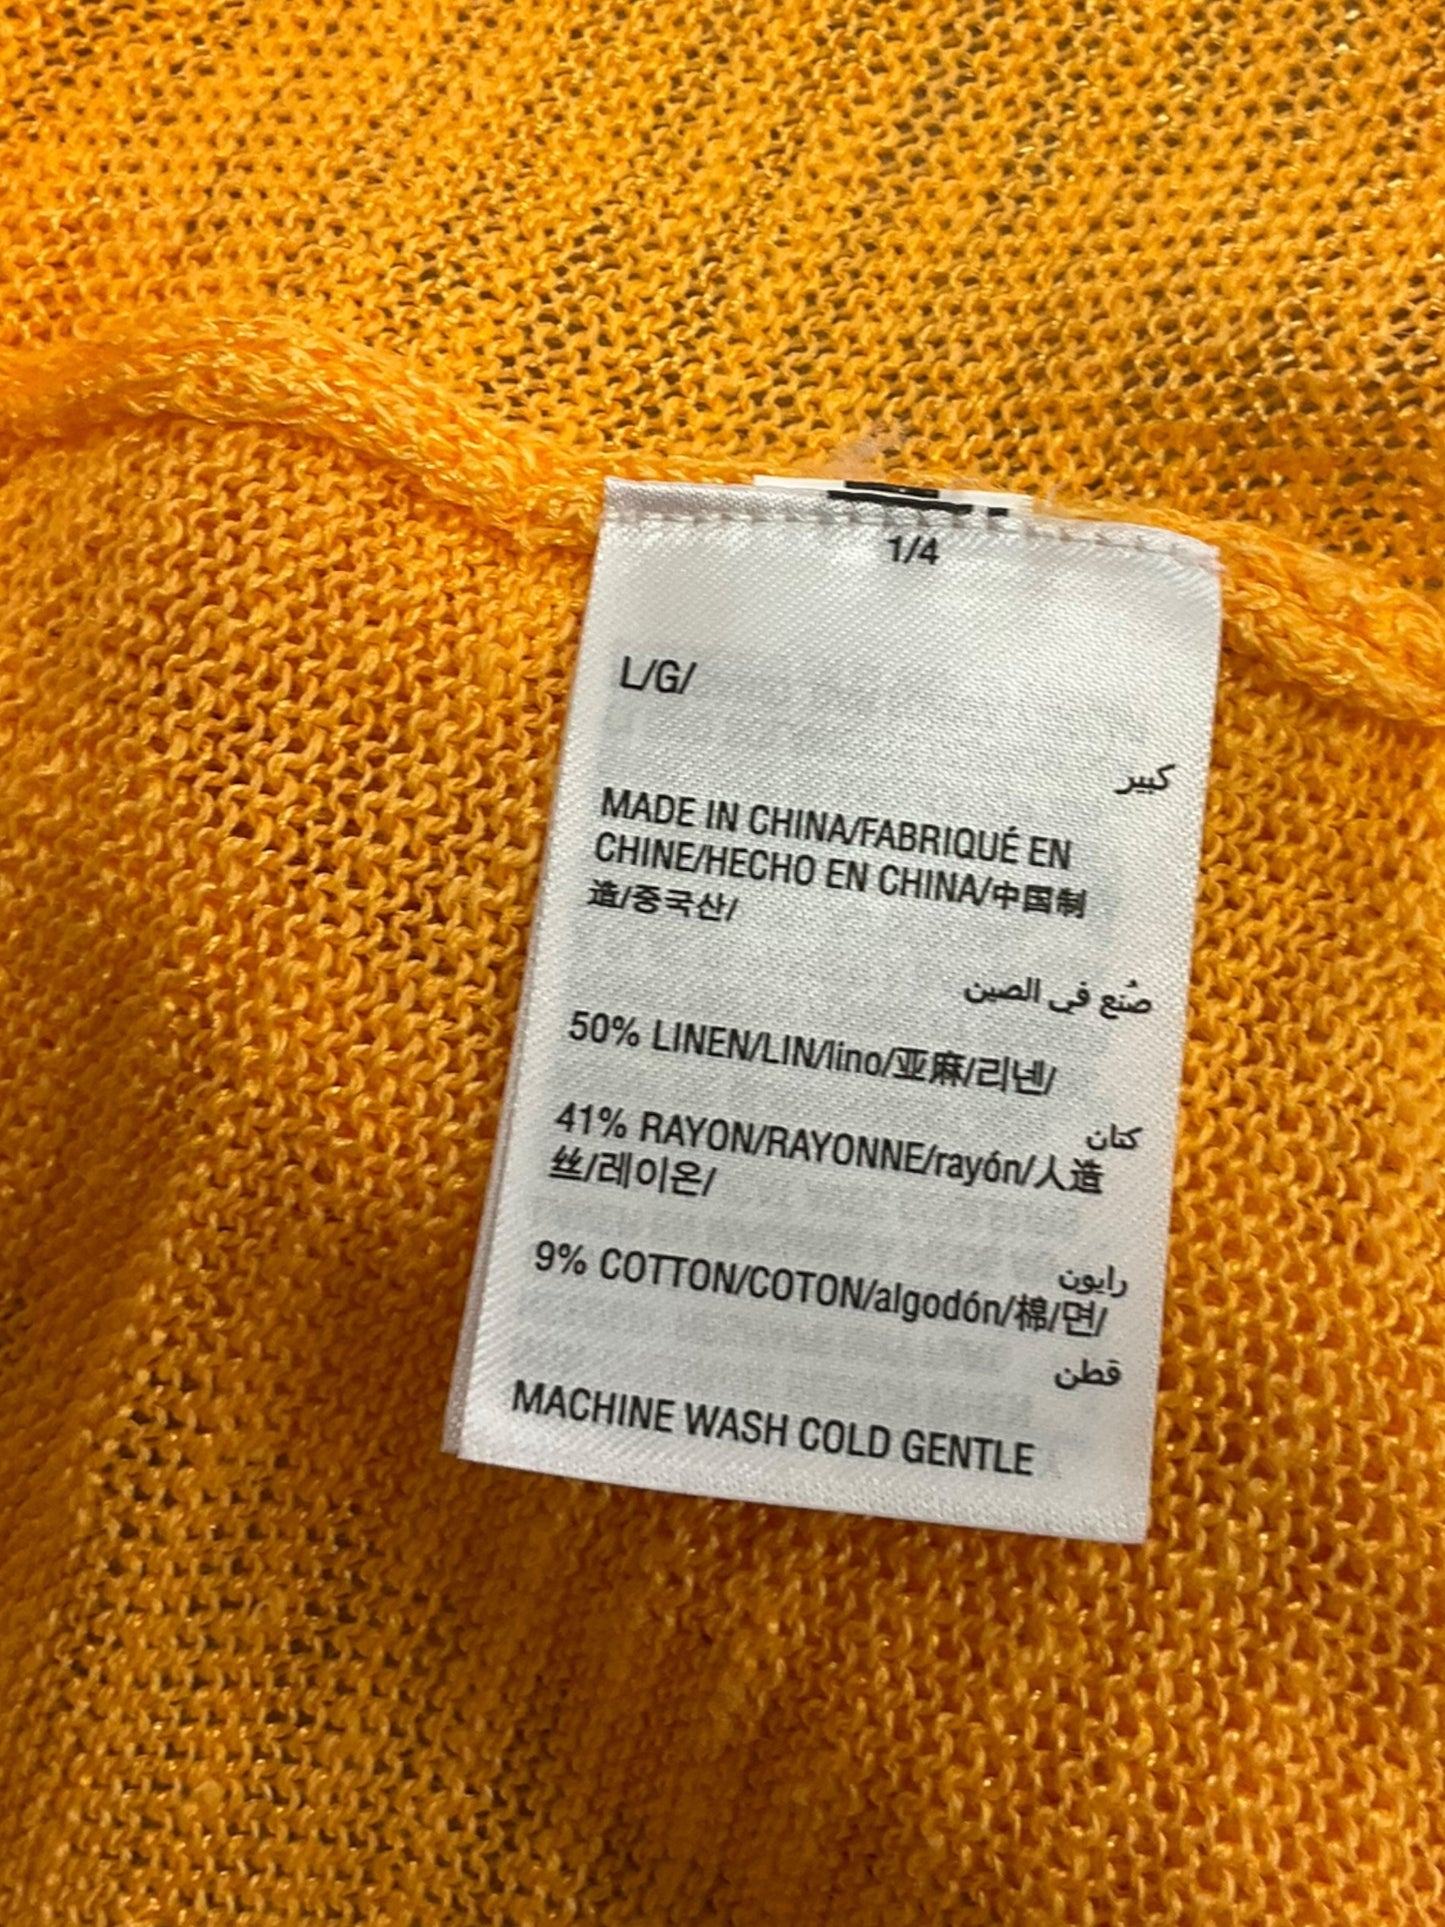 1/4
L/G/
كبير
MADE IN CHINA/FABRIQUÉ EN
CHINE/HECHO EN CHINA/中国制
造/중국산/
صُنع في الصين
50% LINEN/LIN/lino/亚麻/리넨/
كتان
41% RAYON/RAYONNE/rayón/人造
丝/레이온/
رايون
9% COTTON/COTON/algodón/棉/면/
قطن
MACHINE WASH COLD GENTLE